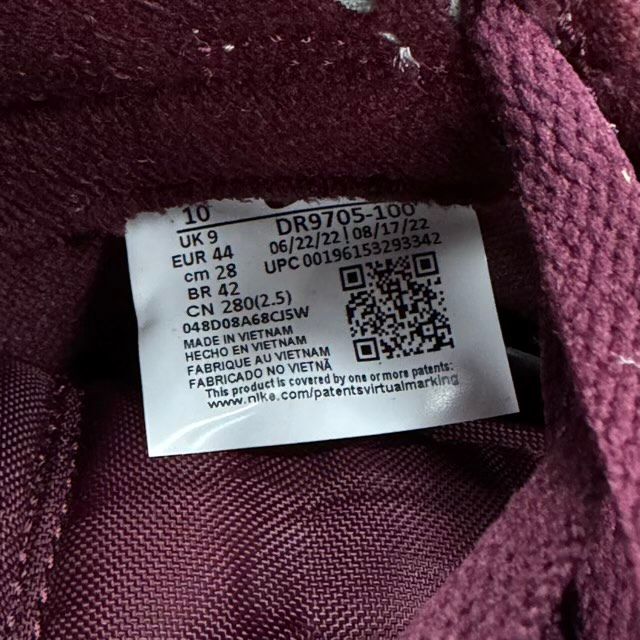 10 DR9705-100
UK 9 06/22/22 | 08/17/22
EUR 44 UPC 00196153293342
cm 28
BR 42
CN 280(2.5)
048D08A68CJ5W
MADE IN VIETNAM
HECHO EN VIETNAM
FABRIQUE AU VIETNAM
FABRICADO NO VIETNÃ
This product is covered by one or more patents:
www.nike.com/patentsvirtualmarking